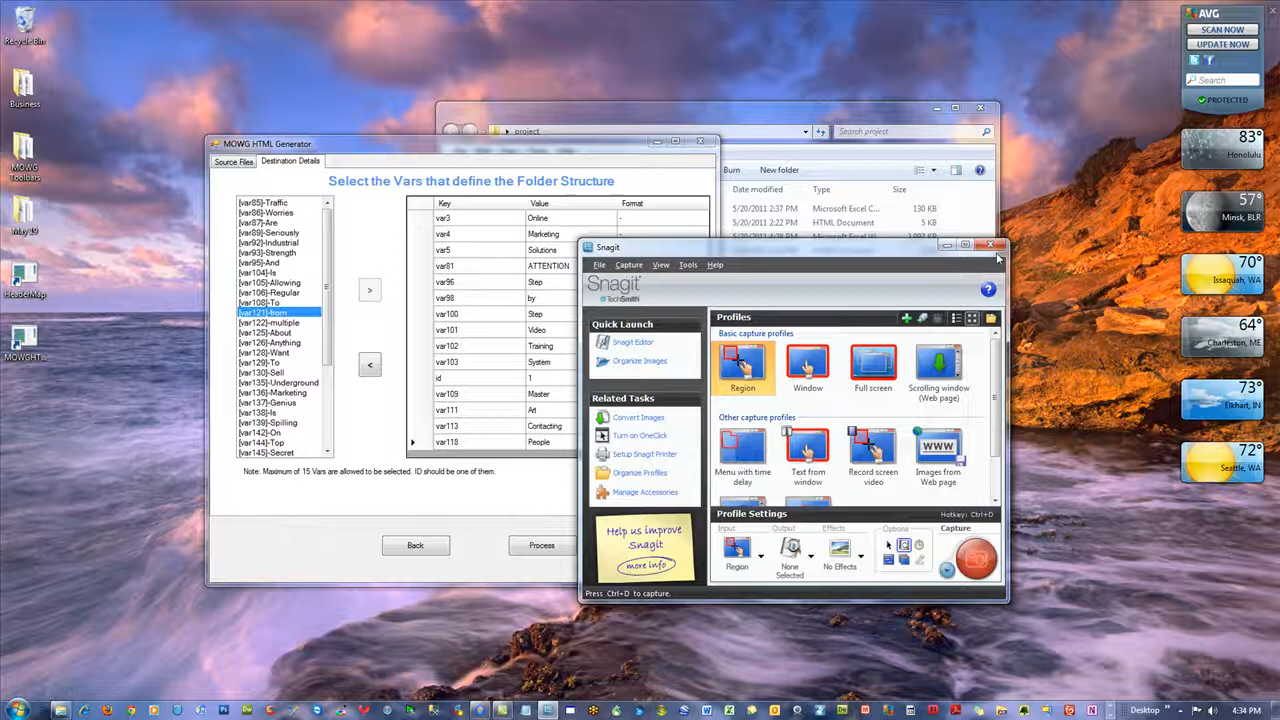 Recycle Bin
Business
MOWG
Toolbars
May19
HeaderMap
MOWGHT...
AVG
SCAN NOW
UPDATE NOW
Search
PROTECTED
83°
Honolulu
57°
Minsk, BLR
70°
Issaquah, WA
64°
Charleston, ME
73°
Elkhart, IN
72°
Seattle, WA
project
Search project
Burn
New folder
Date modified
Type
Size
5/20/2011 2:37 PM
Microsoft Excel C...
130 KB
5/20/2011 2:22 PM
HTML Document
5 KB
MOWG HTML Generator
Source Files
Destination Details
Select the Vars that define the Folder Structure
[var85]-Traffic
[var86]-Worries
[var87]-Are
[var89]-Seriously
[var92]-Industrial
[var93]-Strength
[var95]-And
[var104]-Is
[var105]-Allowing
[var106]-Regular
[var108]-To
[var121]-from
[var122]-multiple
[var125]-About
[var126]-Anything
[var128]-Want
[var129]-To
[var130]-Sell
[var135]-Underground
[var136]-Marketing
[var137]-Genius
[var138]-Is
[var139]-Spilling
[var142]-On
[var144]-Top
[var145]-Secret
>
<
Key
Value
Format
var3
Online
-
var4
Marketing
-
var5
Solutions
var81
ATTENTION
var96
Step
var98
by
var100
Step
var101
Video
var102
Training
var103
System
id
1
var109
Master
var111
Art
var113
Contacting
var118
People
Note: Maximum of 15 Vars are allowed to be selected. ID should be one of them.
Back
Process
Snagit
File
Capture
View
Tools
Help
Snagit
TechSmith
Quick Launch
Snagit Editor
Organize Images
Related Tasks
Convert Images
Turn on OneClick
Setup Snagit Printer
Organize Profiles
Manage Accessories
Help us improve
Snagit
more info
Profiles
Basic capture profiles
Region
Window
Full screen
Scrolling window
(Web page)
Other capture profiles
WWW
Menu with time
delay
Text from
window
Record screen
video
Images from
Web page
Profile Settings
Hotkey: Ctrl+D
Input
Output
Effects
Options
Capture
Region
None
Selected
No Effects
Press Ctrl+D to capture.
Desktop
4:34 PM